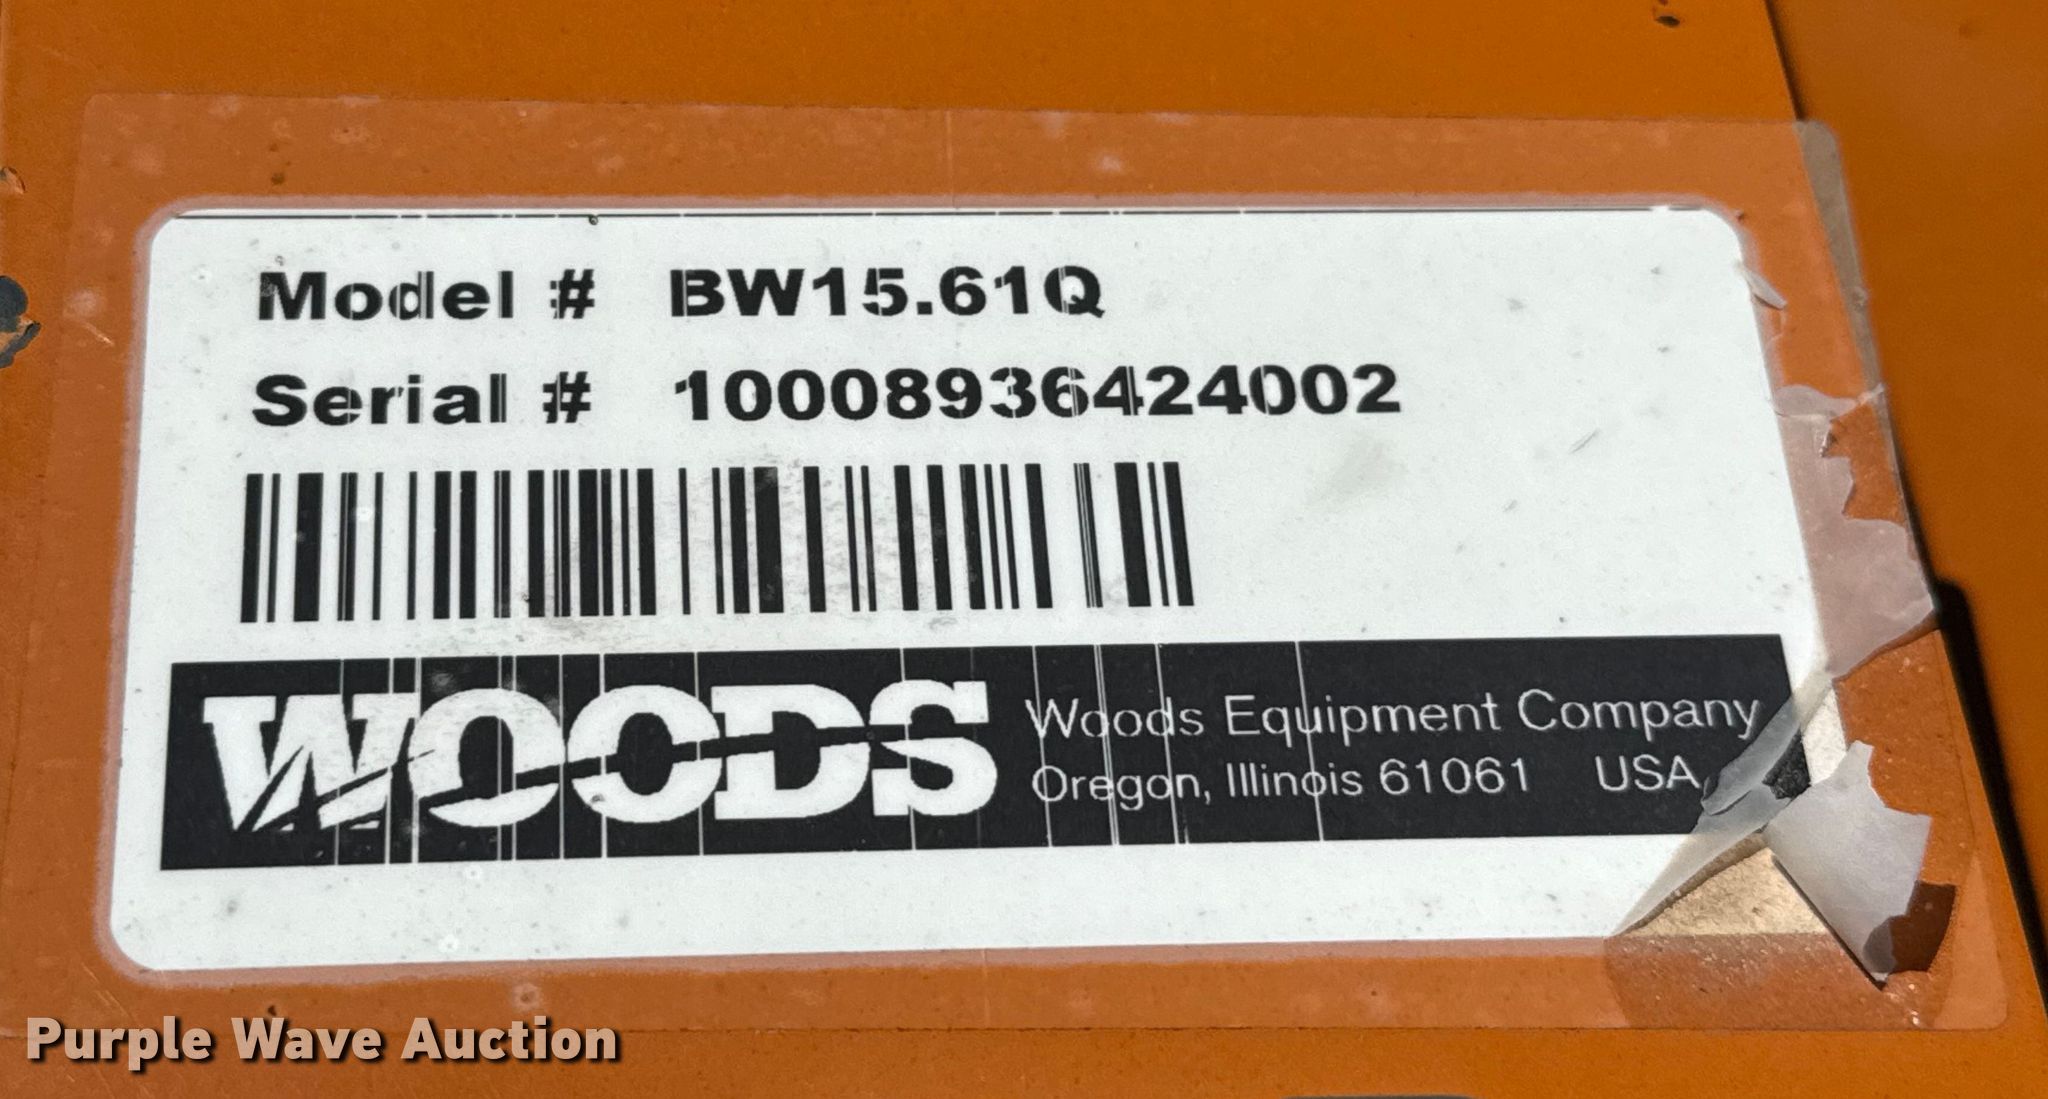 Model # BW15.61Q
Serial # 10008936424002
WOODS
Woods Equipment Company
Oregon, Illinois 61061 USA
Purple Wave Auction